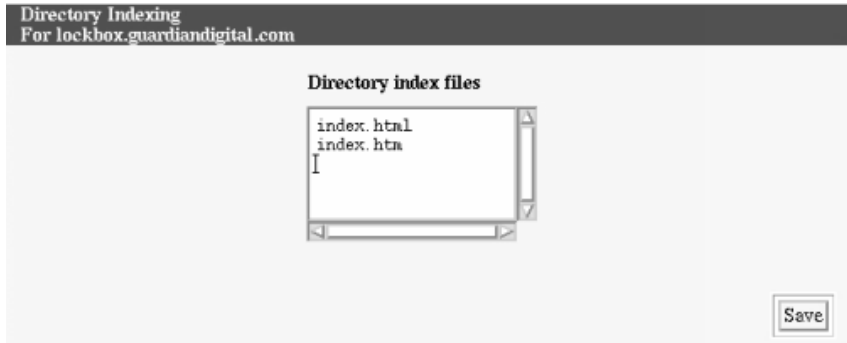 Directory Indexing
For lockbox.guardiandigital.com
Directory index files
index.html
index.htm
Save